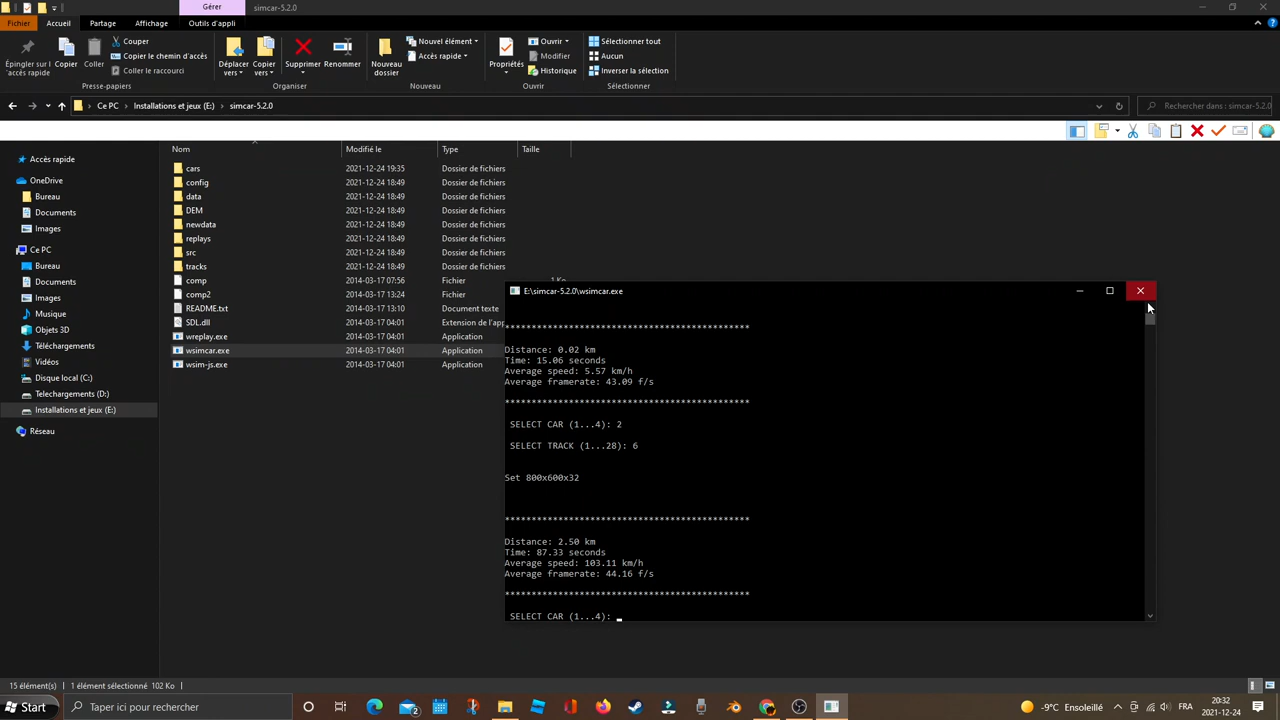 Gérer
simcar-5.2.0
Fichier
Accueil
Partage
Affichage
Outils d'appli
Épingler sur
l'accès rapide
Copier
Coller
Couper
Copier le chemin d'accès
Coller le raccourci
Déplacer
vers
Copier
vers
Supprimer
Renommer
Nouveau
dossier
Nouvel élément
Accès rapide
Propriétés
Ouvrir
Modifier
Historique
Sélectionner tout
Aucun
Inverser la sélection
Presse-papiers
Organiser
Nouveau
Ouvrir
Sélectionner
Ce PC
Installations et jeux (E:)
simcar-5.2.0
Rechercher dans : simcar-5.2.0
Accès rapide
OneDrive
Bureau
Documents
Images
Ce PC
Bureau
Documents
Images
Musique
Objets 3D
Téléchargements
Vidéos
Disque local (C:)
Telechargements (D:)
Installations et jeux (E:)
Réseau
Nom Modifié le Type Taille
cars 2021-12-24 19:35 Dossier de fichiers
config 2021-12-24 18:49 Dossier de fichiers
data 2021-12-24 18:49 Dossier de fichiers
DEM 2021-12-24 18:49 Dossier de fichiers
newdata 2021-12-24 18:49 Dossier de fichiers
replays 2021-12-24 18:49 Dossier de fichiers
src 2021-12-24 18:49 Dossier de fichiers
tracks 2021-12-24 18:49 Dossier de fichiers
comp 2014-03-17 07:56 Fichier 1 Ko
comp2 2014-03-17 13:24 Fichier
README.txt 2014-03-17 13:10 Document texte
SDL.dll 2014-03-17 04:01 Extension de l'app
wreplay.exe 2014-03-17 04:01 Application
wsimcar.exe 2014-03-17 04:01 Application
wsim-js.exe 2014-03-17 04:01 Application
E:\simcar-5.2.0\wsimcar.exe
**********************************************
Distance: 0.02 km
Time: 15.06 seconds
Average speed: 5.57 km/h
Average framerate: 43.09 f/s
**********************************************
SELECT CAR (1...4): 2
SELECT TRACK (1...28): 6
Set 800x600x32
**********************************************
Distance: 2.50 km
Time: 87.33 seconds
Average speed: 103.11 km/h
Average framerate: 44.16 f/s
**********************************************
SELECT CAR (1...4): _
15 élément(s)
1 élément sélectionné 102 Ko
Start
Taper ici pour rechercher
2
-9°C Ensoleillé
FRA
20:32
2021-12-24